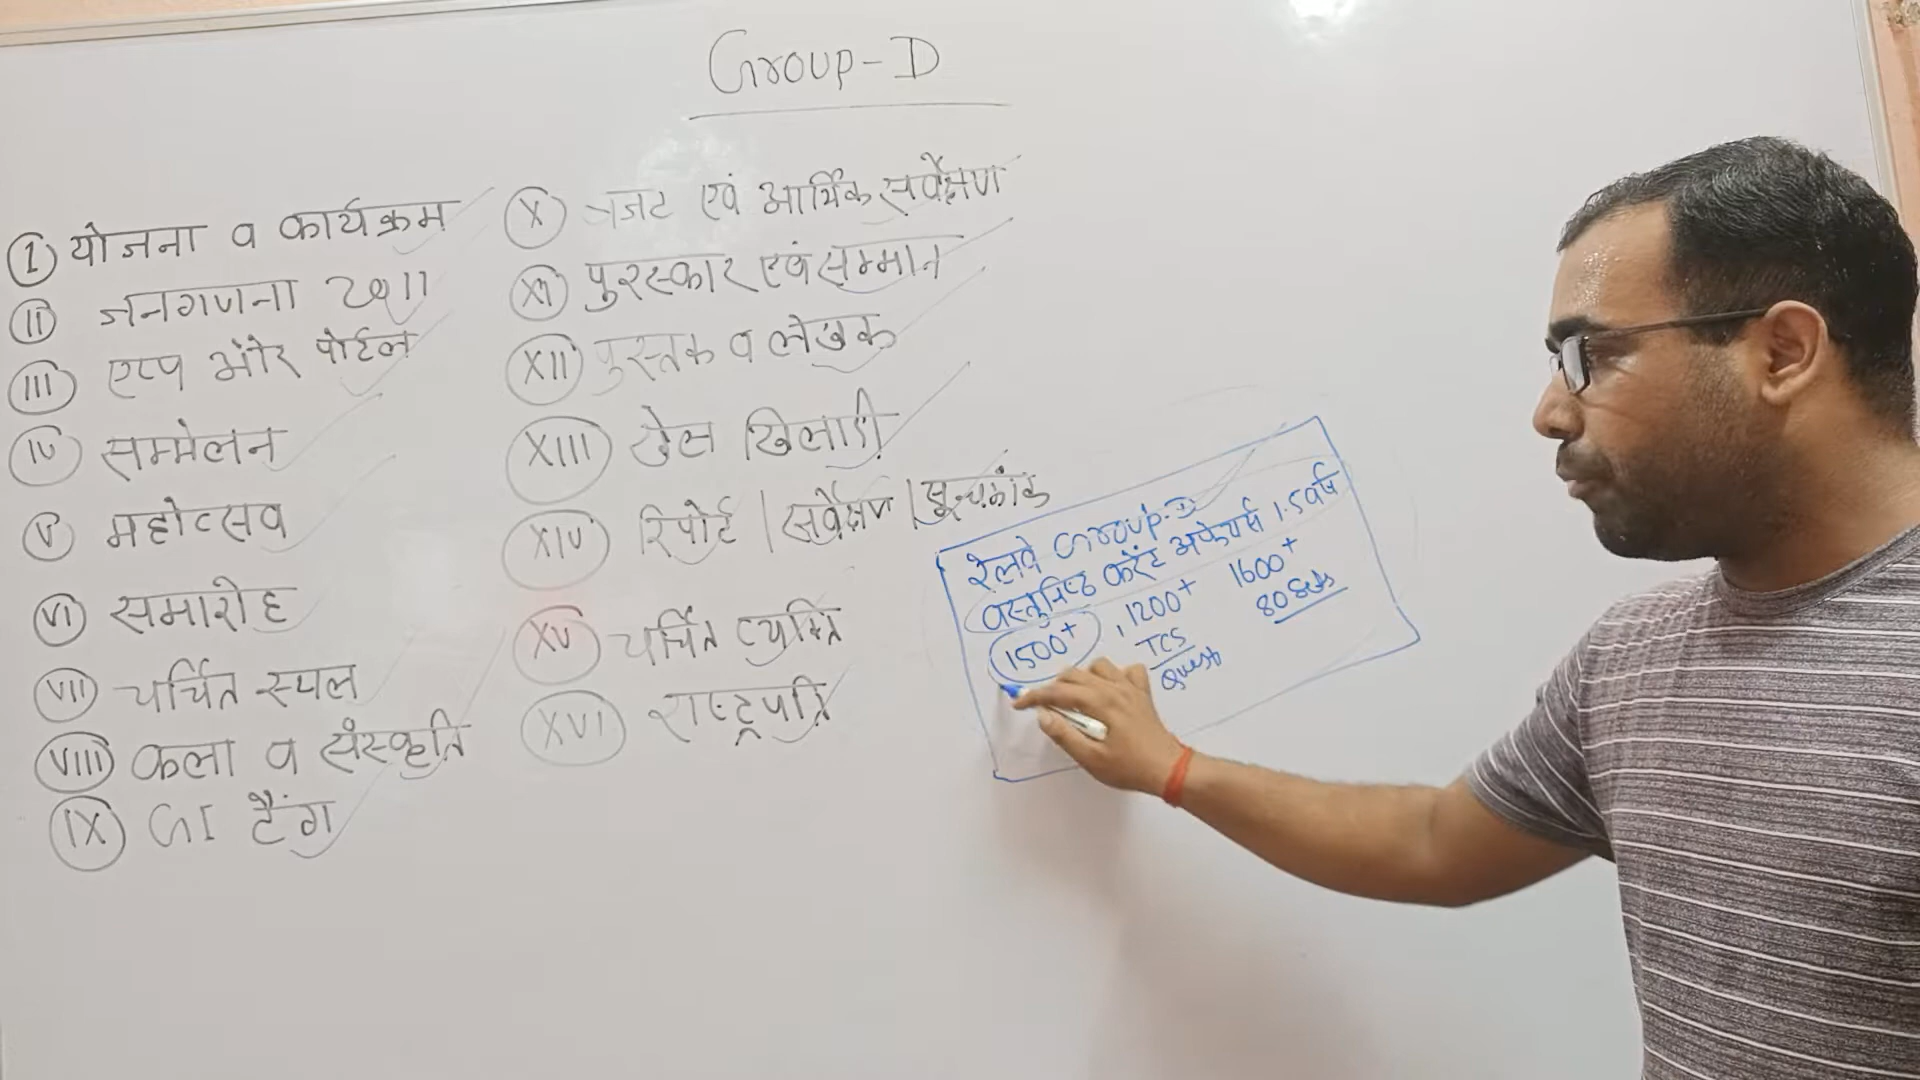 Group-D
I योजना व कार्यक्रम
II जनगणना 2011
III एप्प और पोर्टल
IV सम्मेलन
V महोत्सव
VI समारोह
VII चर्चित स्थल
VIII कला व संस्कृति
IX GI टैंग
X बजट एवं आर्थिक सर्वेक्षण
XI पुरस्कार एवं सम्मान
XII पुस्तक व लेखक
XIII खेल खिलाड़ी
XIV रिपोर्ट | सर्वेक्षण | सूचकांक
XV चर्चित व्यक्ति
XVI राष्ट्रपति
रेलवे Group-D
वस्तुनिष्ठ करेंट अफेयर्स 1.5 वर्ष
1500+ , 1200+ 1600+
TCS 80 Sets
Quest